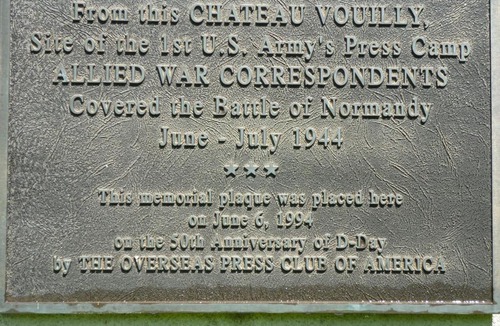 From this CHATEAU VOUILLY,
Site of the 1st U.S. Army's Press Camp
ALLIED WAR CORRESPONDENTS
Covered the Battle of Normandy
June - July 1944
★★★
This memorial plaque was placed here
on June 6, 1994
on the 50th Anniversary of D-Day
by THE OVERSEAS PRESS CLUB OF AMERICA